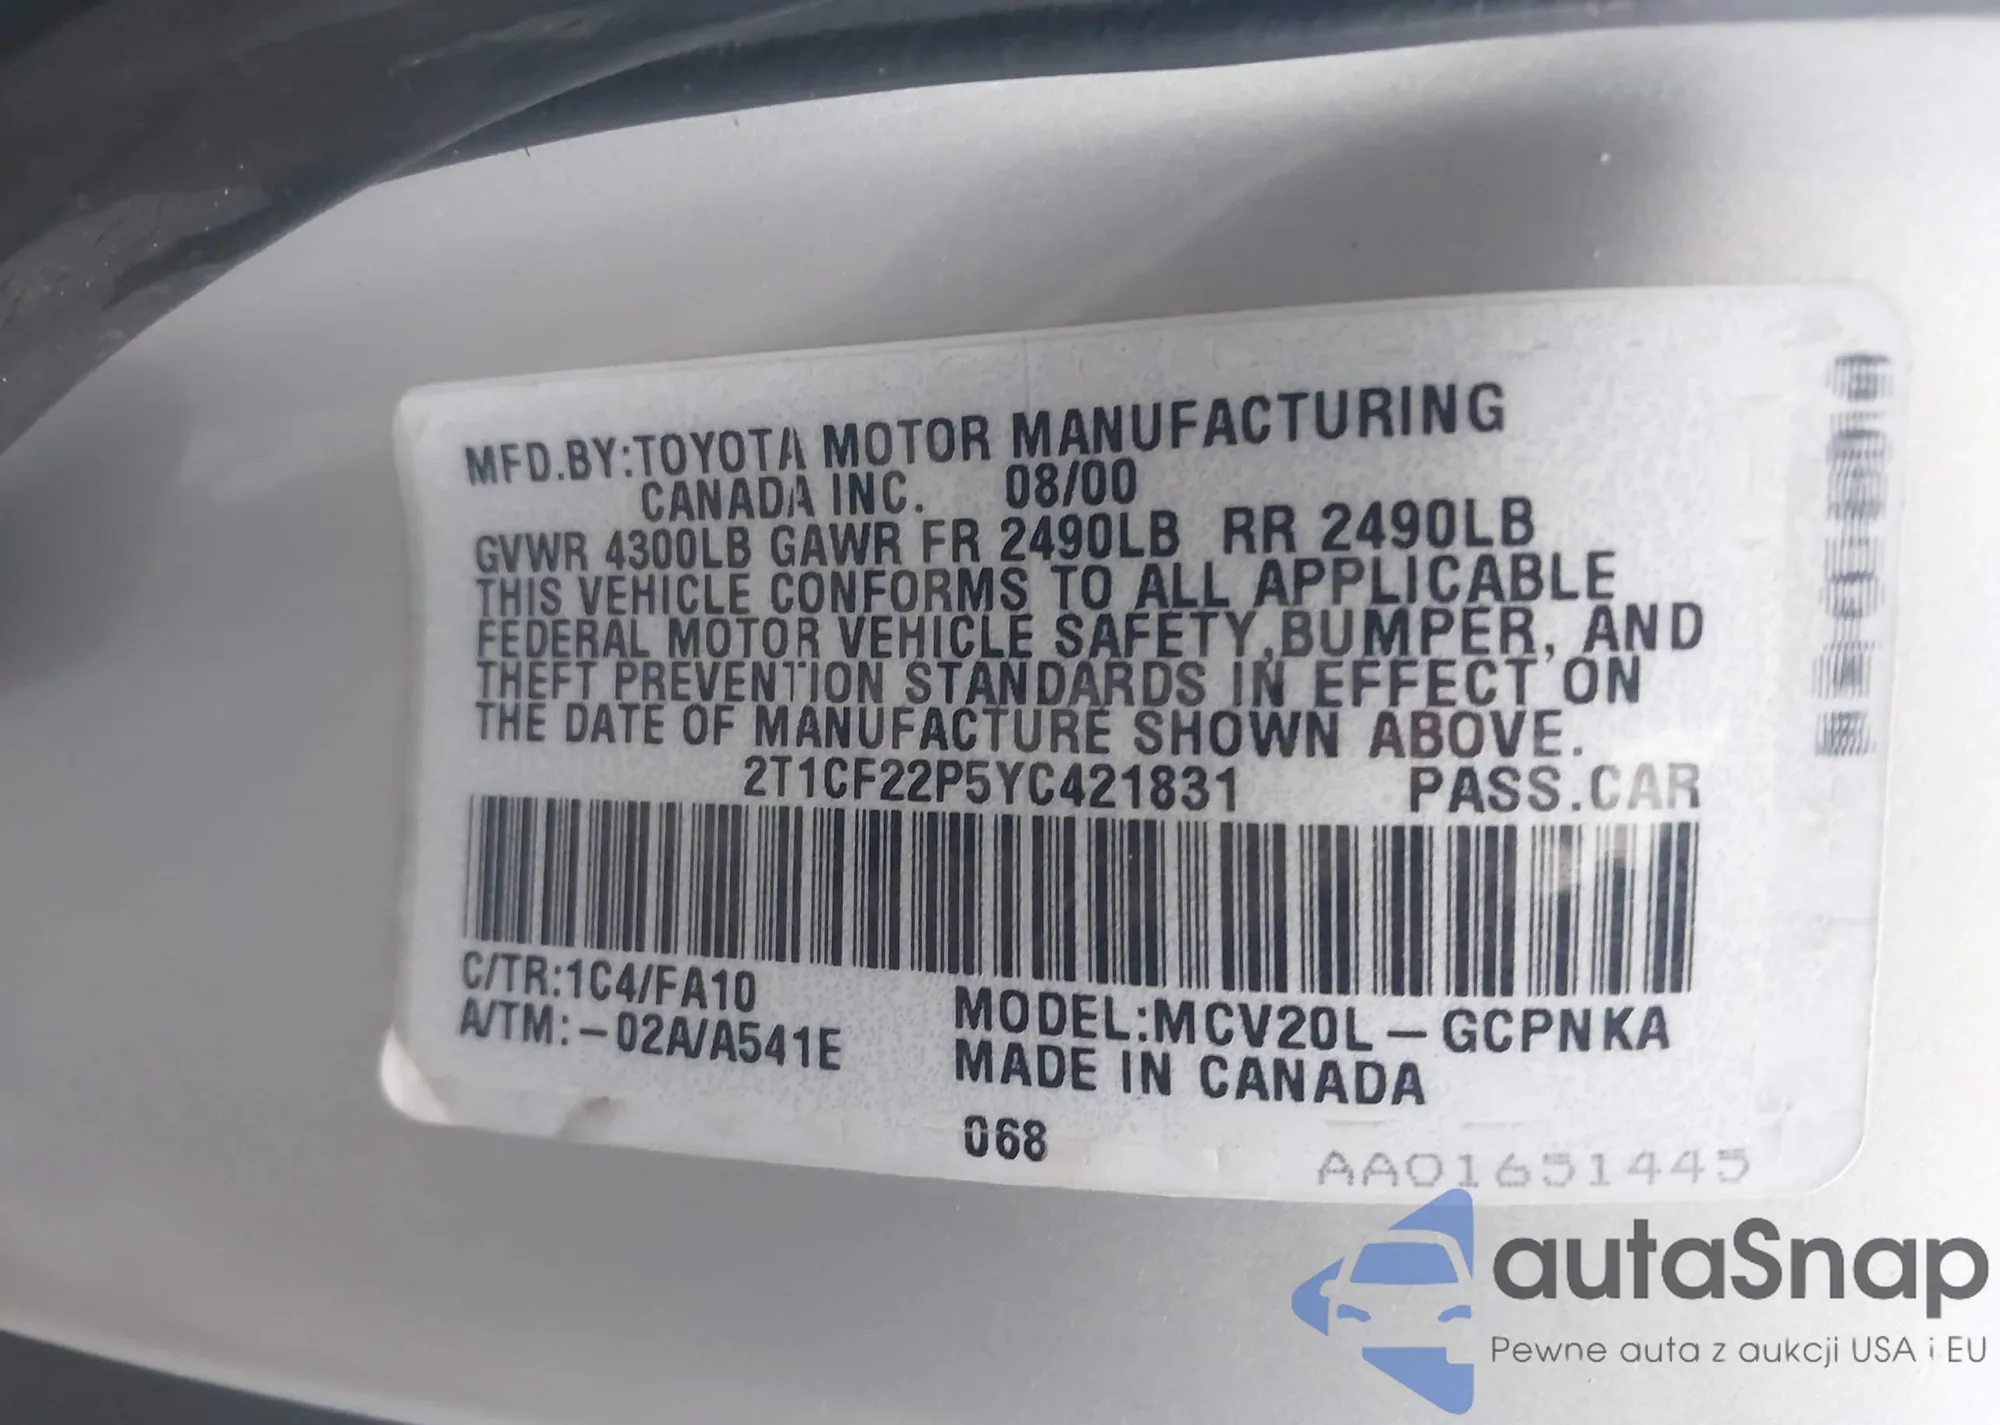 MFD.BY:TOYOTA MOTOR MANUFACTURING
CANADA INC. 08/00
GVWR 4300LB GAWR FR 2490LB RR 2490LB
THIS VEHICLE CONFORMS TO ALL APPLICABLE
FEDERAL MOTOR VEHICLE SAFETY,BUMPER, AND
THEFT PREVENTION STANDARDS IN EFFECT ON
THE DATE OF MANUFACTURE SHOWN ABOVE.
2T1CF22P5YC421831 PASS.CAR
C/TR:1C4/FA10
A/TM:-02A/A541E
MODEL:MCV20L-GCPNKA
MADE IN CANADA
068
AA01651445
autaSnap
Pewne auta z aukcji USA i EU